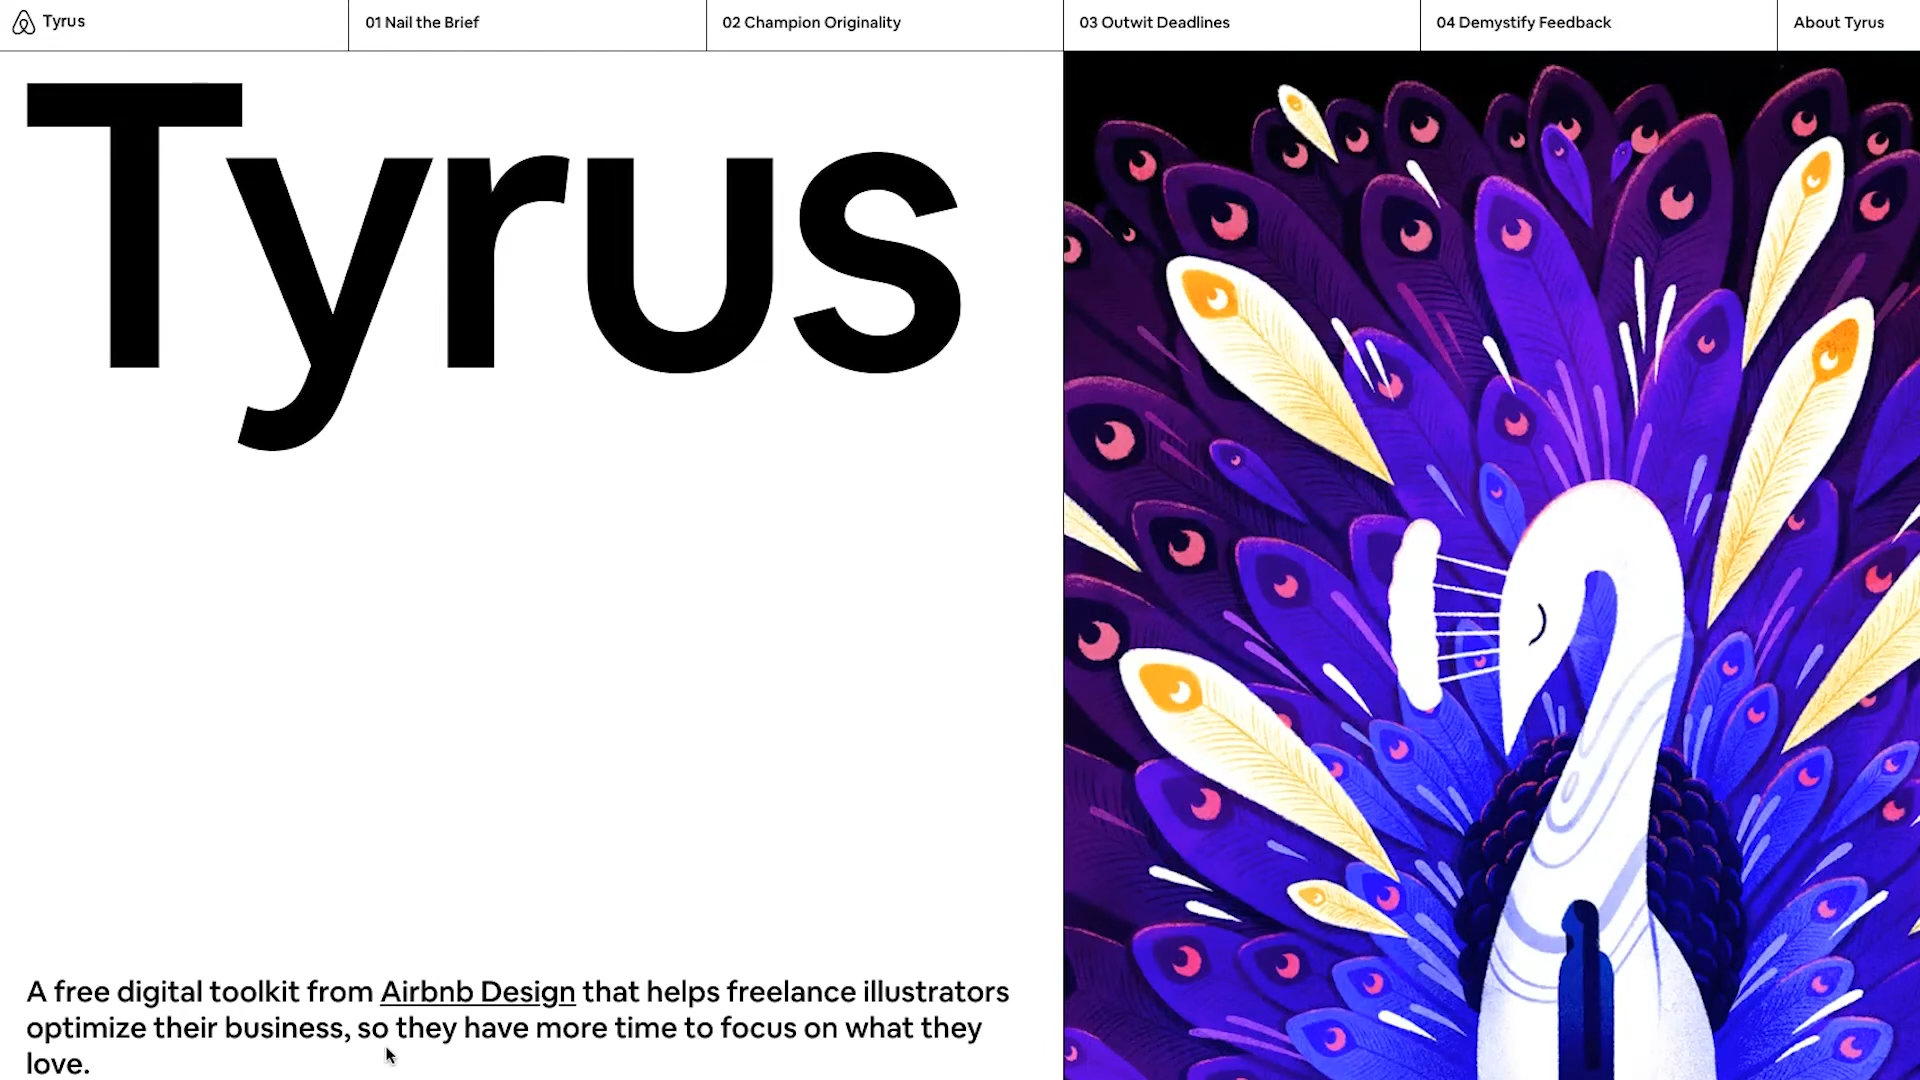 Tyrus
01 Nail the Brief
02 Champion Originality
03 Outwit Deadlines
04 Demystify Feedback
About Tyrus
Tyrus
A free digital toolkit from Airbnb Design that helps freelance illustrators
optimize their business, so they have more time to focus on what they
love.